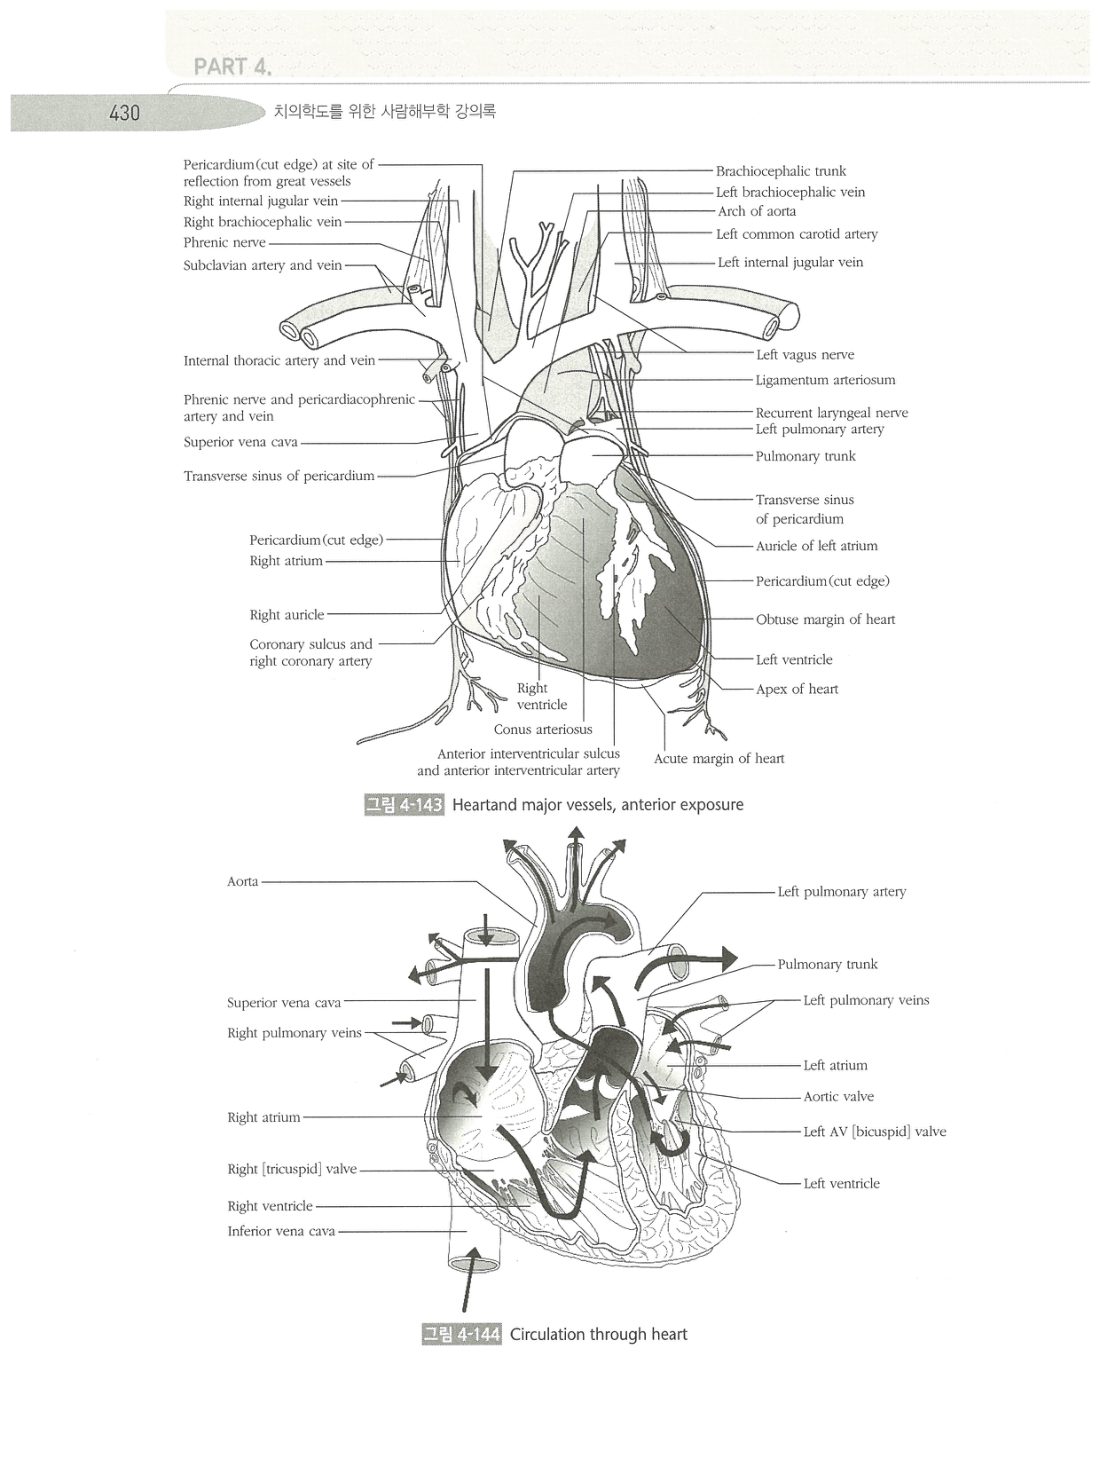 PART 4.
430
치의학도를 위한 사람해부학 강의록
Pericardium(cut edge) at site of
reflection from great vessels
Right internal jugular vein
Right brachiocephalic vein
Phrenic nerve
Subclavian artery and vein
Internal thoracic artery and vein
Phrenic nerve and pericardiacophrenic
artery and vein
Superior vena cava
Transverse sinus of pericardium
Pericardium(cut edge)
Right atrium
Right auricle
Coronary sulcus and
right coronary artery
Brachiocephalic trunk
Left brachiocephalic vein
Arch of aorta
Left common carotid artery
Left internal jugular vein
Left vagus nerve
Ligamentum arteriosum
Recurrent laryngeal nerve
Left pulmonary artery
Pulmonary trunk
Transverse sinus
of pericardium
Auricle of left atrium
Pericardium(cut edge)
Obtuse margin of heart
Left ventricle
Apex of heart
Right
ventricle
Conus arteriosus
Anterior interventricular sulcus
and anterior interventricular artery
Acute margin of heart
그림 4-143 Heartand major vessels, anterior exposure
Aorta
Superior vena cava
Right pulmonary veins
Right atrium
Right [tricuspid] valve
Right ventricle
Inferior vena cava
Left pulmonary artery
Pulmonary trunk
Left pulmonary veins
Left atrium
Aortic valve
Left AV [bicuspid] valve
Left ventricle
그림 4-144 Circulation through heart